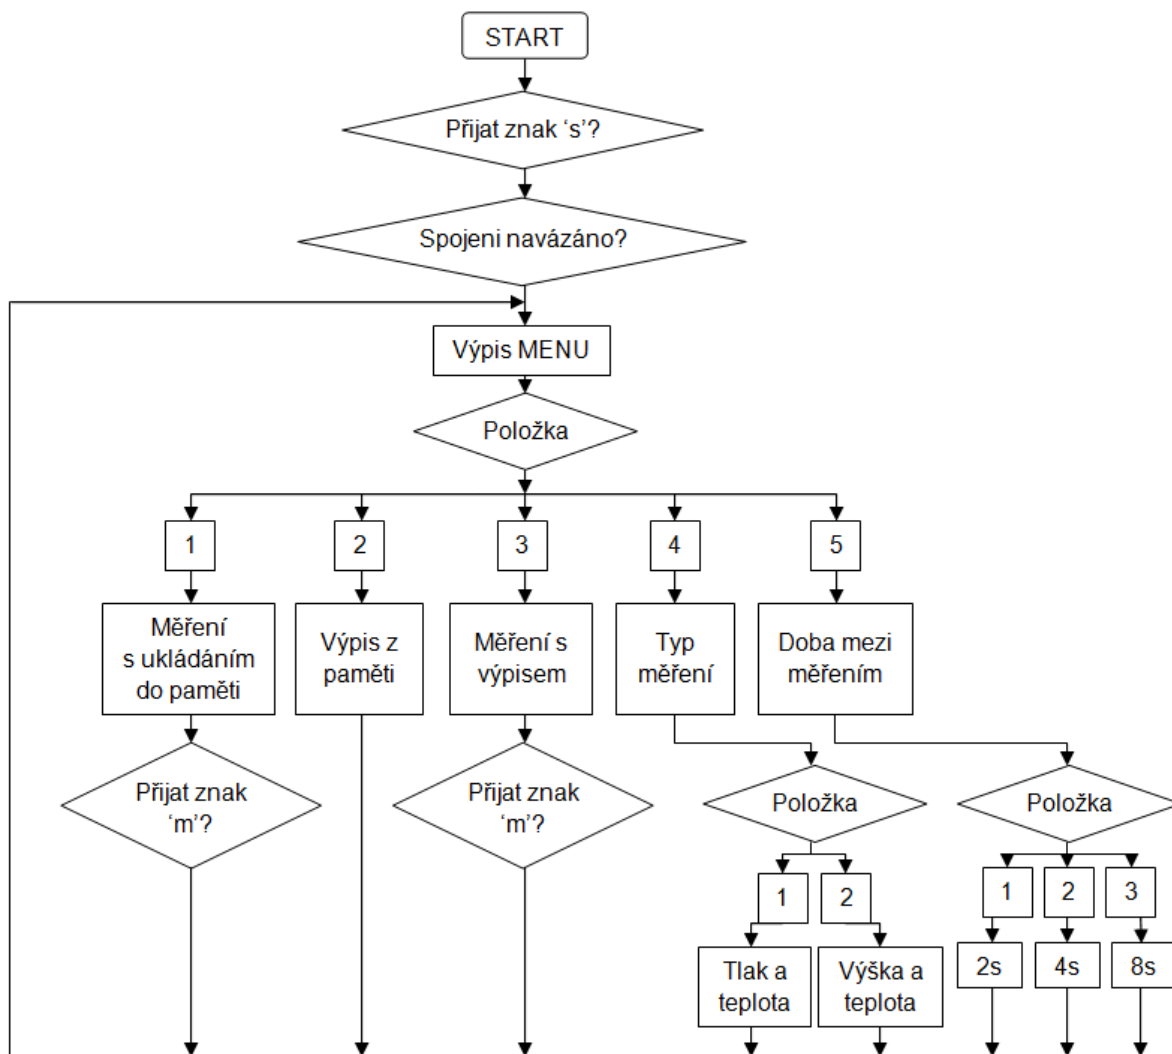 START
Přijat znak ‘s’?
Spojeni navázáno?
Výpis MENU
Položka
1
2
3
4
5
Měření
s ukládáním
do paměti
Výpis z
paměti
Měření s
výpisem
Typ
měření
Doba mezi
měřením
Přijat znak
‘m’?
Přijat znak
‘m’?
Položka
Položka
1
2
1
2
3
Tlak a
teplota
Výška a
teplota
2s
4s
8s